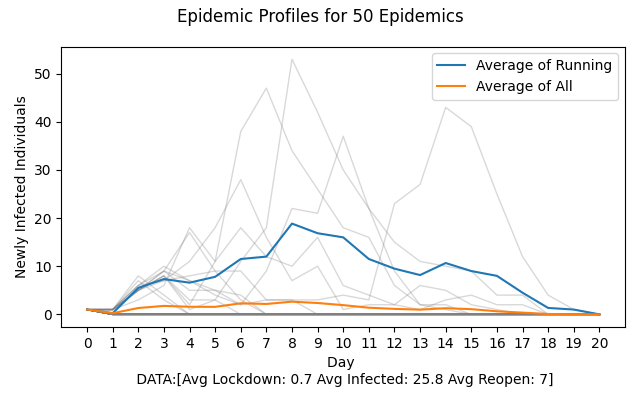 Epidemic Profiles for 50 Epidemics
Newly Infected Individuals
50
40
30
20
10
0
Average of Running
Average of All
0 1 2 3 4 5 6 7 8 9 10 11 12 13 14 15 16 17 18 19 20
Day
DATA:[Avg Lockdown: 0.7 Avg Infected: 25.8 Avg Reopen: 7]